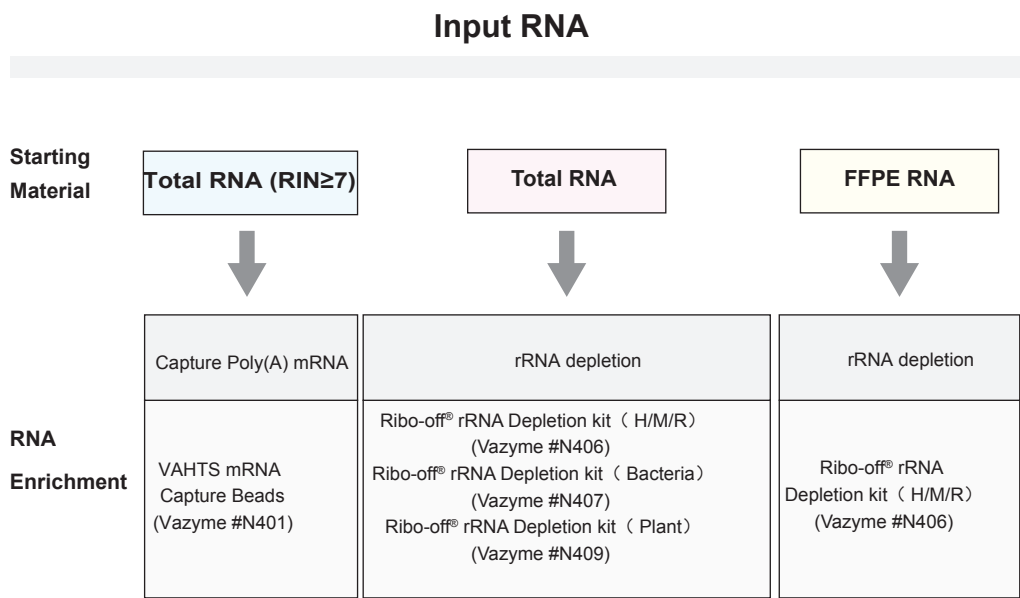 Input RNA
Starting
Material
Total RNA (RIN≥7)
Total RNA
FFPE RNA
Capture Poly(A) mRNA
rRNA depletion
rRNA depletion
RNA
Enrichment
VAHTS mRNA
Capture Beads
(Vazyme #N401)
Ribo-off® rRNA Depletion kit（ H/M/R）
(Vazyme #N406)
Ribo-off® rRNA Depletion kit（ Bacteria）
(Vazyme #N407)
Ribo-off® rRNA Depletion kit（ Plant）
(Vazyme #N409)
Ribo-off® rRNA
Depletion kit（ H/M/R）
(Vazyme #N406)